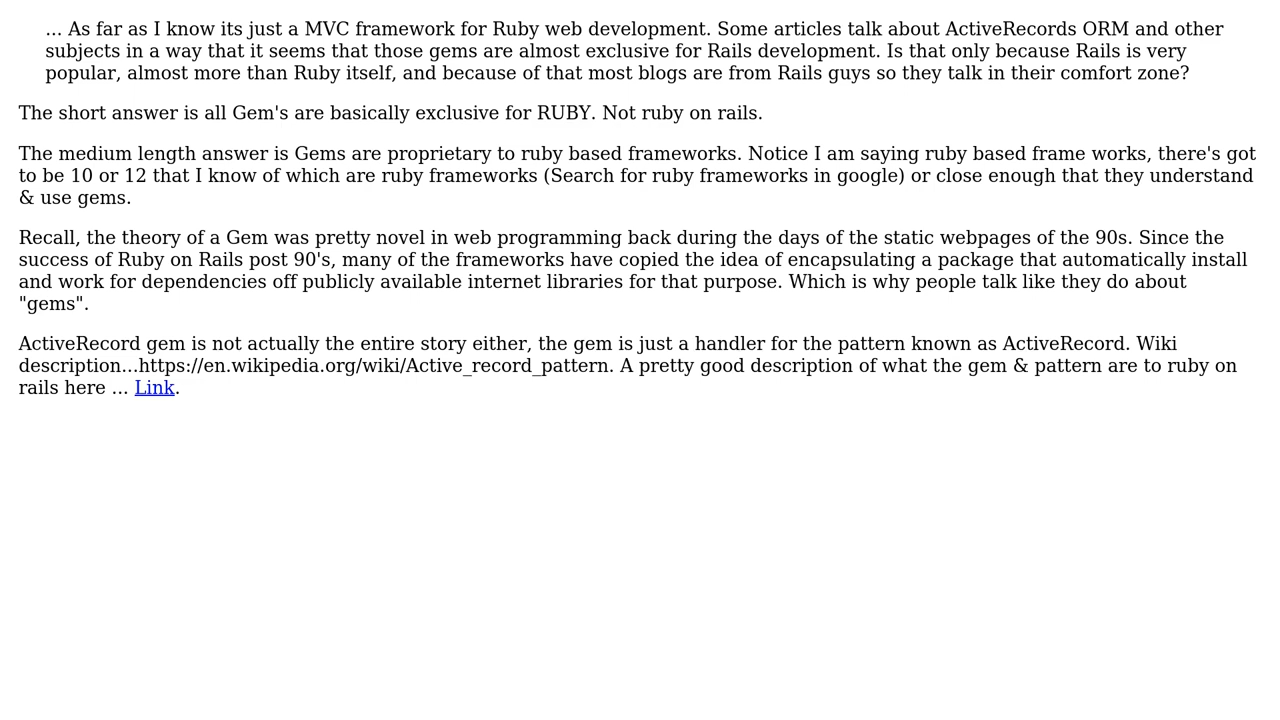 ... As far as I know its just a MVC framework for Ruby web development. Some articles talk about ActiveRecords ORM and other
subjects in a way that it seems that those gems are almost exclusive for Rails development. Is that only because Rails is very
popular, almost more than Ruby itself, and because of that most blogs are from Rails guys so they talk in their comfort zone?
The short answer is all Gem's are basically exclusive for RUBY. Not ruby on rails.
The medium length answer is Gems are proprietary to ruby based frameworks. Notice I am saying ruby based frame works, there's got
to be 10 or 12 that I know of which are ruby frameworks (Search for ruby frameworks in google) or close enough that they understand
& use gems.
Recall, the theory of a Gem was pretty novel in web programming back during the days of the static webpages of the 90s. Since the
success of Ruby on Rails post 90's, many of the frameworks have copied the idea of encapsulating a package that automatically install
and work for dependencies off publicly available internet libraries for that purpose. Which is why people talk like they do about
"gems".
ActiveRecord gem is not actually the entire story either, the gem is just a handler for the pattern known as ActiveRecord. Wiki
description...https://en.wikipedia.org/wiki/Active_record_pattern. A pretty good description of what the gem & pattern are to ruby on
rails here ... Link.